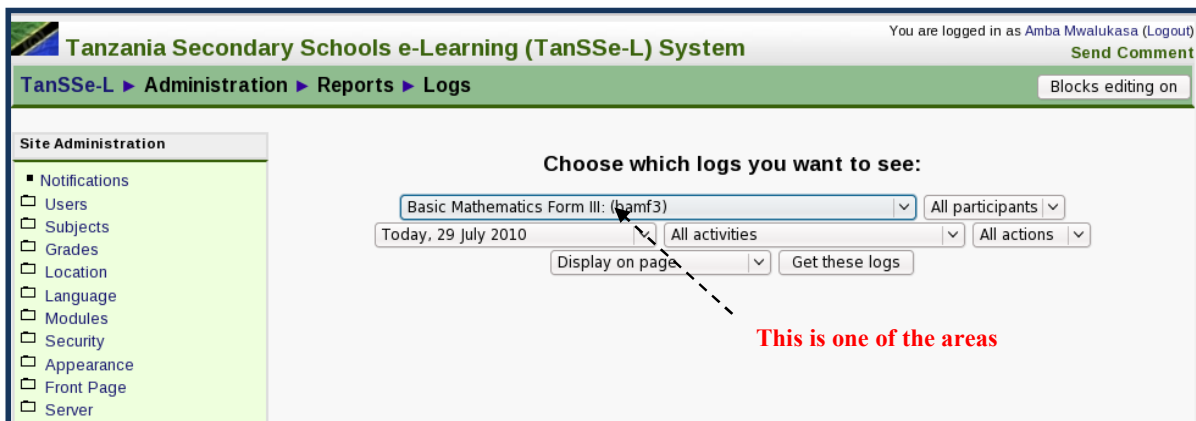 You are logged in as Amba Mwalukasa (Logout)
Tanzania Secondary Schools e-Learning (TanSSe-L) System
Send Comment
TanSSe-L ► Administration ► Reports ► Logs
Blocks editing on
Site Administration
Notifications
Users
Subjects
Grades
Location
Language
Modules
Security
Appearance
Front Page
Server
Choose which logs you want to see:
Basic Mathematics Form III: (bamf3) All participants
Today, 29 July 2010 All activities All actions
Display on page Get these logs
This is one of the areas